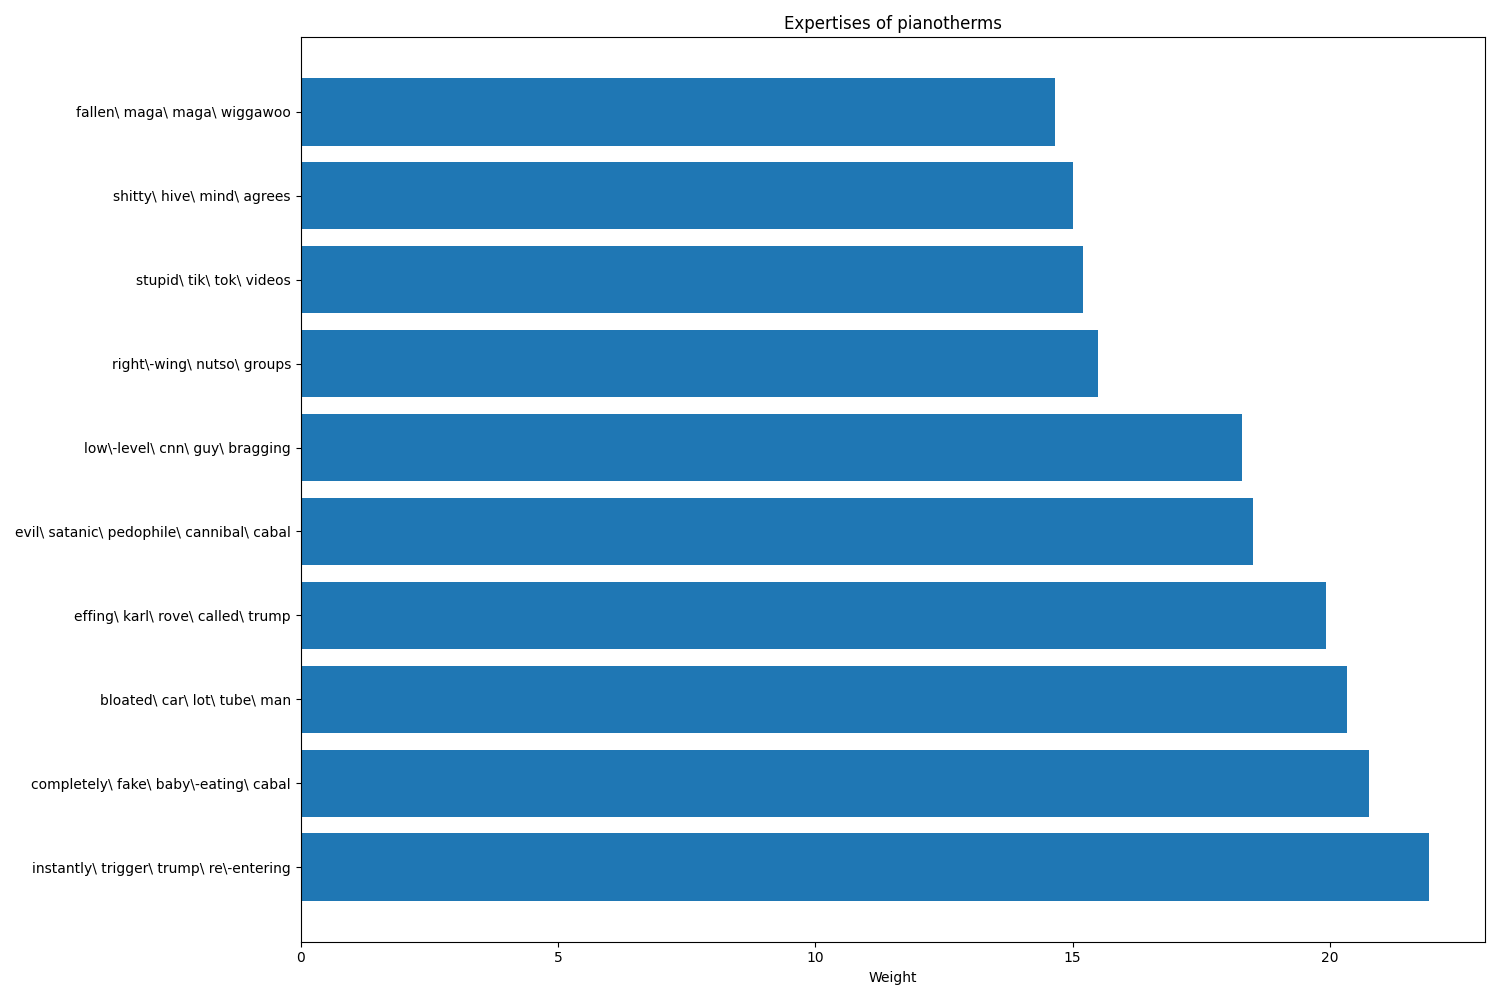 Expertises of pianotherms
fallen\ maga\ maga\ wiggawoo
shitty\ hive\ mind\ agrees
stupid\ tik\ tok\ videos
right\-wing\ nutso\ groups
low\-level\ cnn\ guy\ bragging
evil\ satanic\ pedophile\ cannibal\ cabal
effing\ karl\ rove\ called\ trump
bloated\ car\ lot\ tube\ man
completely\ fake\ baby\-eating\ cabal
instantly\ trigger\ trump\ re\-entering
0 5 10 15 20
Weight